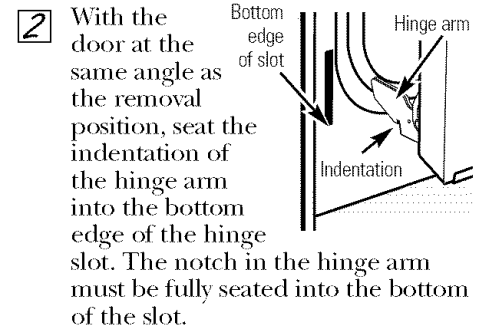 2 With the
door at the
same angle as
the removal
position, seat the
indentation of
the hinge arm
into the bottom
edge of the hinge
slot. The notch in the hinge arm
must be fully seated into the bottom
of the slot.
Bottom
edge
of slot
Hinge arm
Indentation